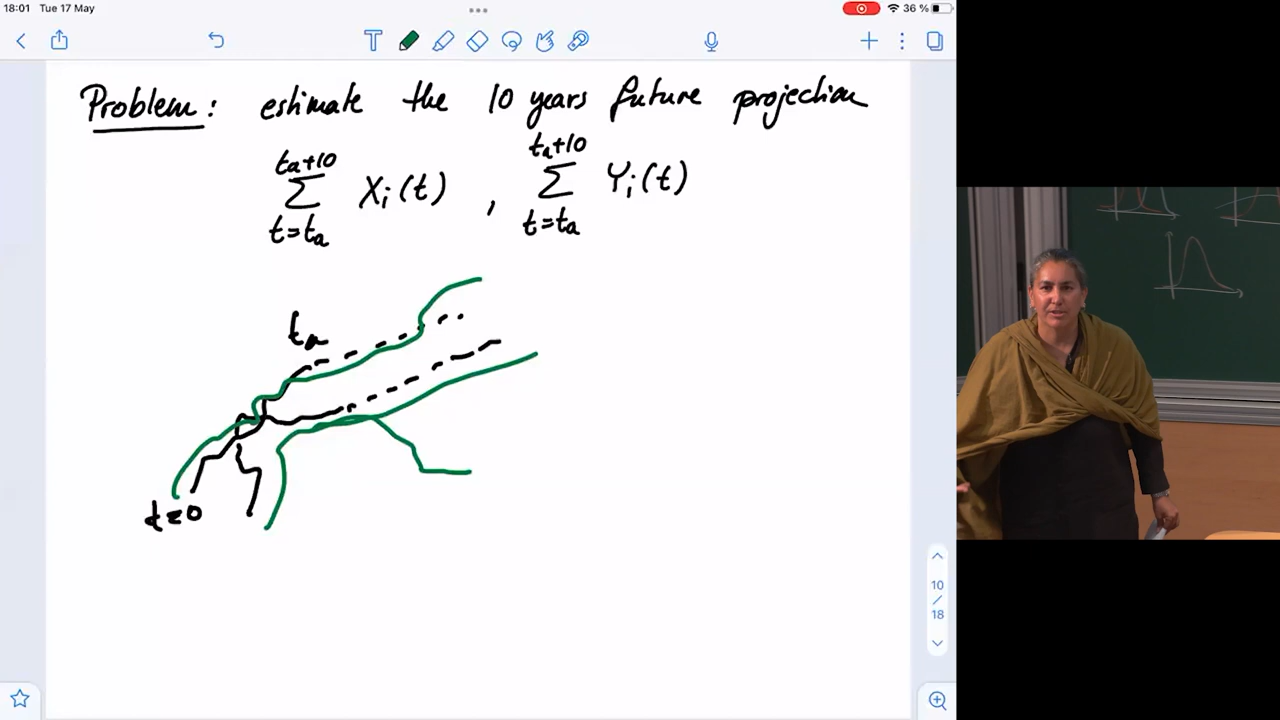 18:01 Tue 17 May 36 %
Problem: estimate the 10 years future projection
ta+10 ta+10
∑ Xi(t) , ∑ Yi(t)
t=ta t=ta
ta
t=0
10
/
18